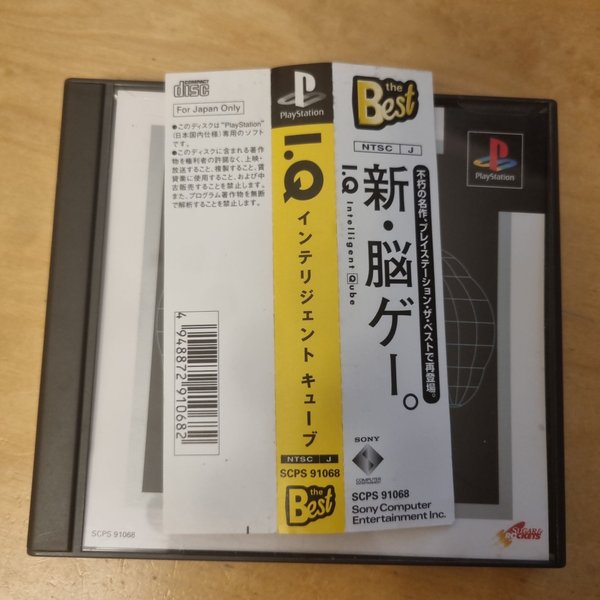 COMPACT
disc
For Japan Only
●このディスクは"PlayStation"
(日本国内仕様)専用のソフト
です。
●このディスクに含まれる著作
物を権利者の許諾なく、上映・
放送すること、複製すること、賃
貸業に使用すること、および中
古販売することを禁止します。
また、プログラム著作物を無断
で解析することを禁止します。
4 948872 910682
PlayStation
I.Q
インテリジェント キューブ
NTSC J
SCPS 91068
the
Best
the
Best
NTSC J
不朽の名作、プレイステーション・ザ・ベストで再登場。
新・脳ゲー。
I.Q
Intelligent Qube
SONY
COMPUTER
ENTERTAINMENT
SCPS 91068
Sony Computer
Entertainment Inc.
PlayStation
SCPS 91068
SUGAR &
ROCKETS